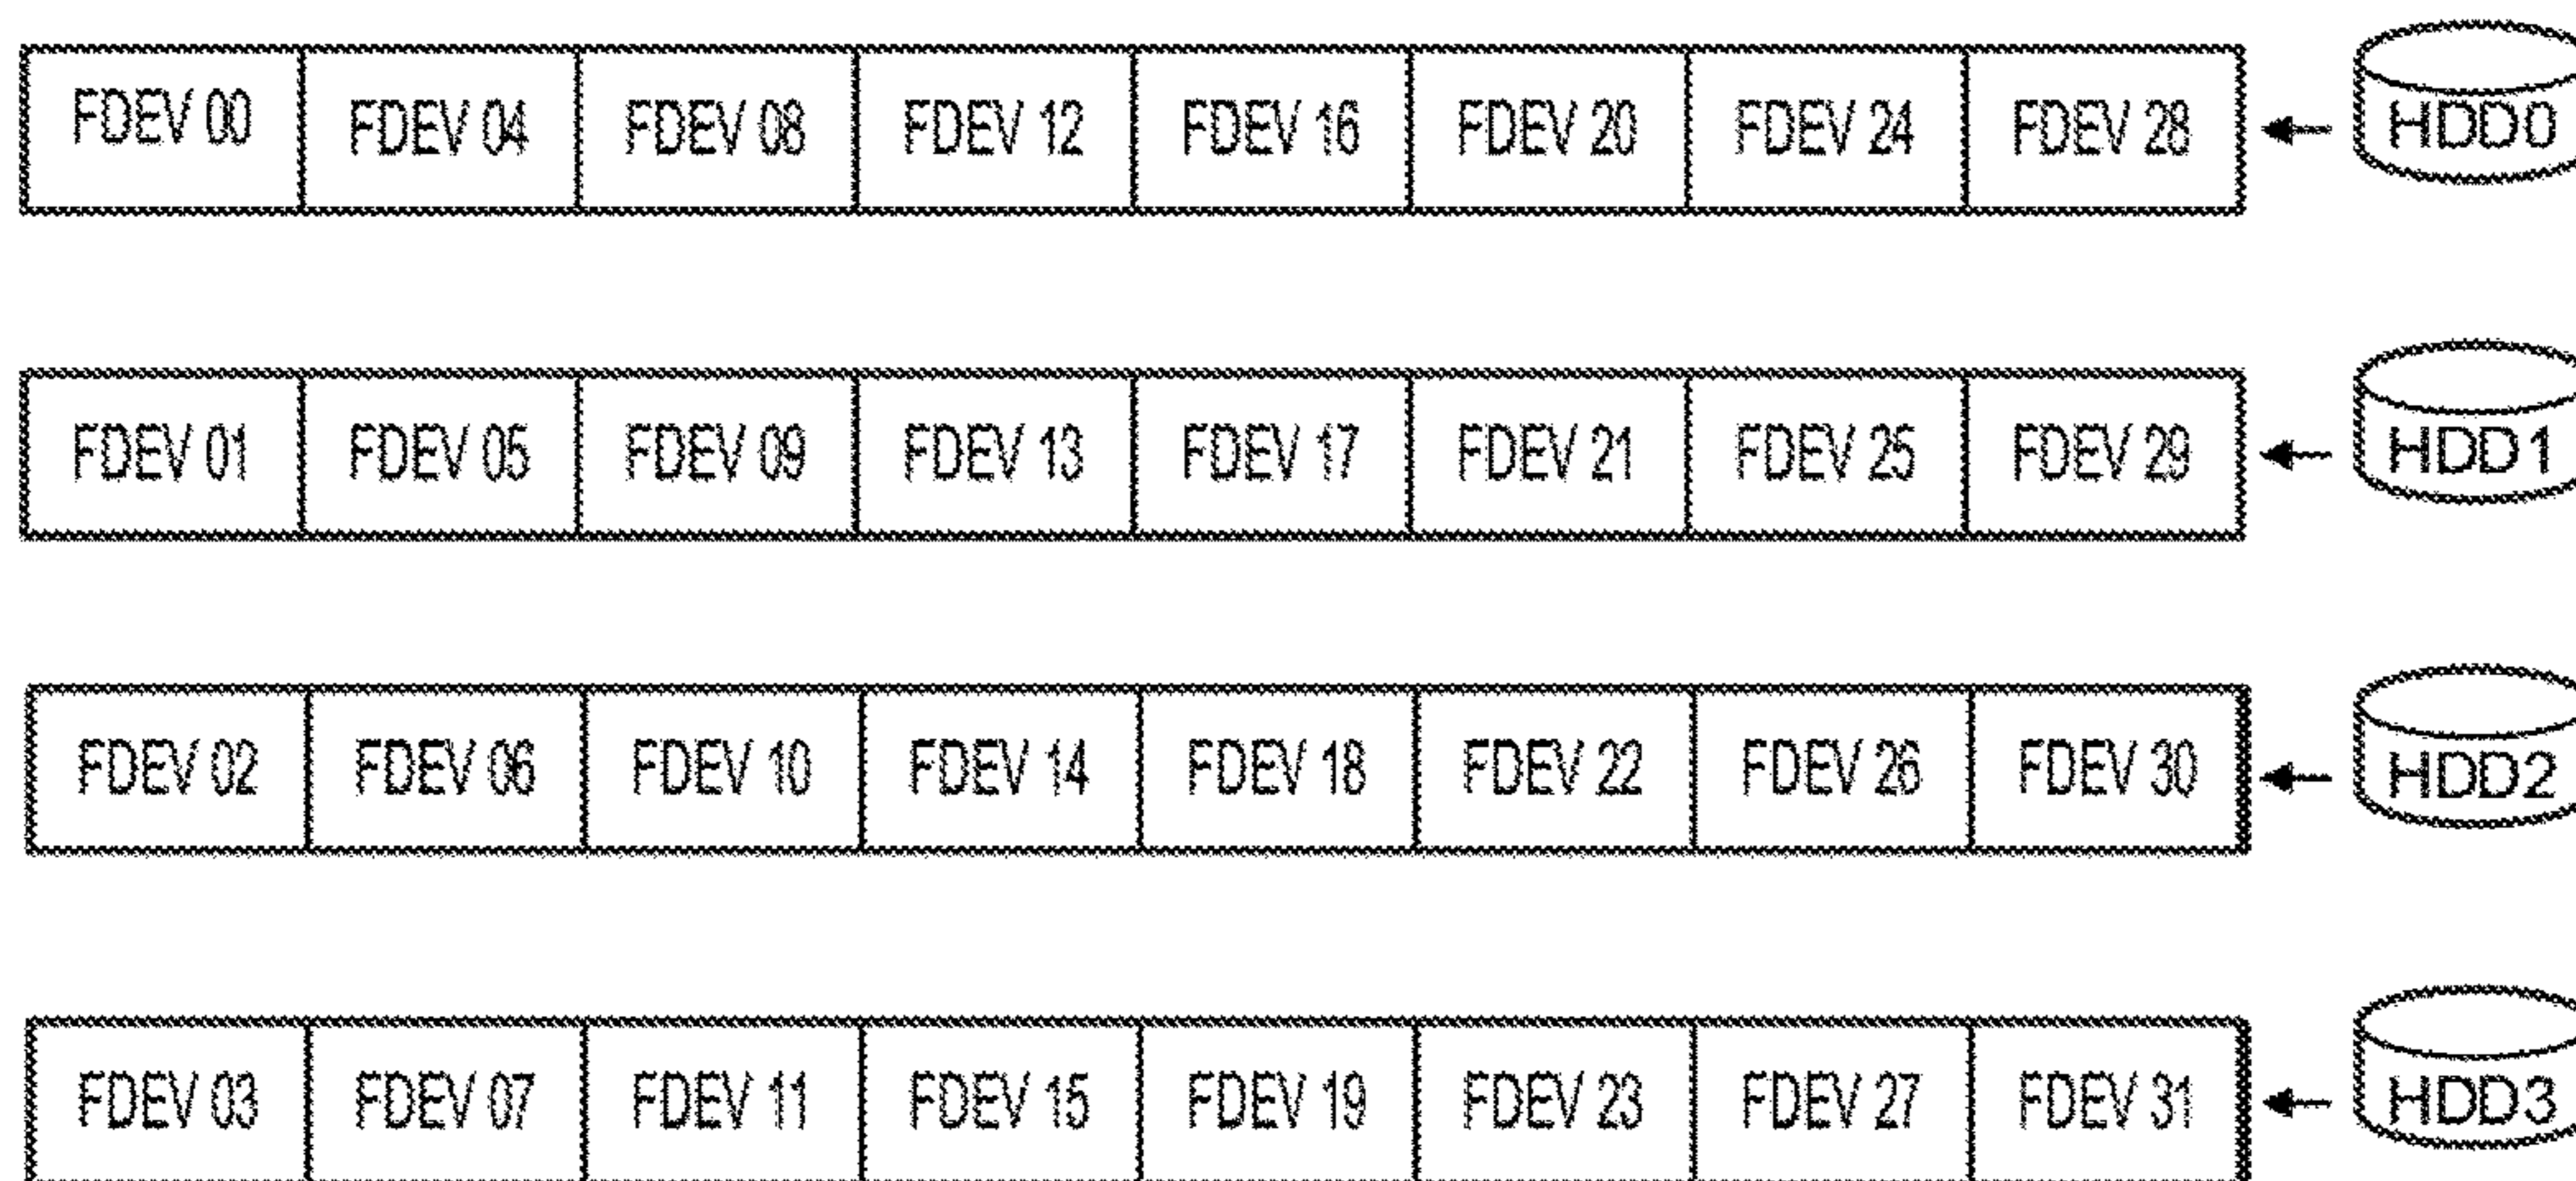 FDEV 00 FDEV 04 FDEV 08 FDEV 12 FDEV 16 FDEV 20 FDEV 24 FDEV 28 HDD0
FDEV 01 FDEV 05 FDEV 09 FDEV 13 FDEV 17 FDEV 21 FDEV 25 FDEV 29 HDD1
FDEV 02 FDEV 06 FDEV 10 FDEV 14 FDEV 18 FDEV 22 FDEV 26 FDEV 30 HDD2
FDEV 03 FDEV 07 FDEV 11 FDEV 15 FDEV 19 FDEV 23 FDEV 27 FDEV 31 HDD3